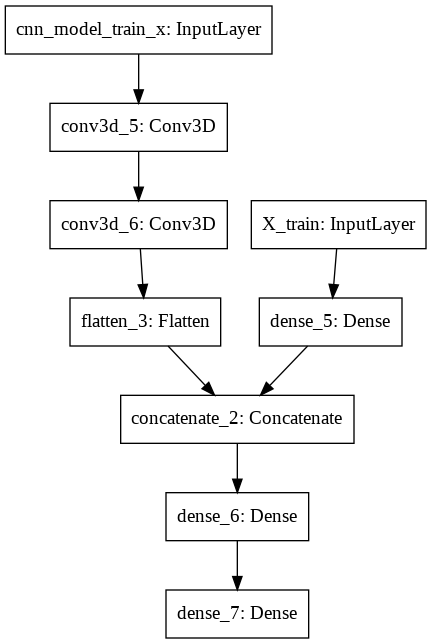 cnn_model_train_x: InputLayer
conv3d_5: Conv3D
conv3d_6: Conv3D
X_train: InputLayer
flatten_3: Flatten
dense_5: Dense
concatenate_2: Concatenate
dense_6: Dense
dense_7: Dense